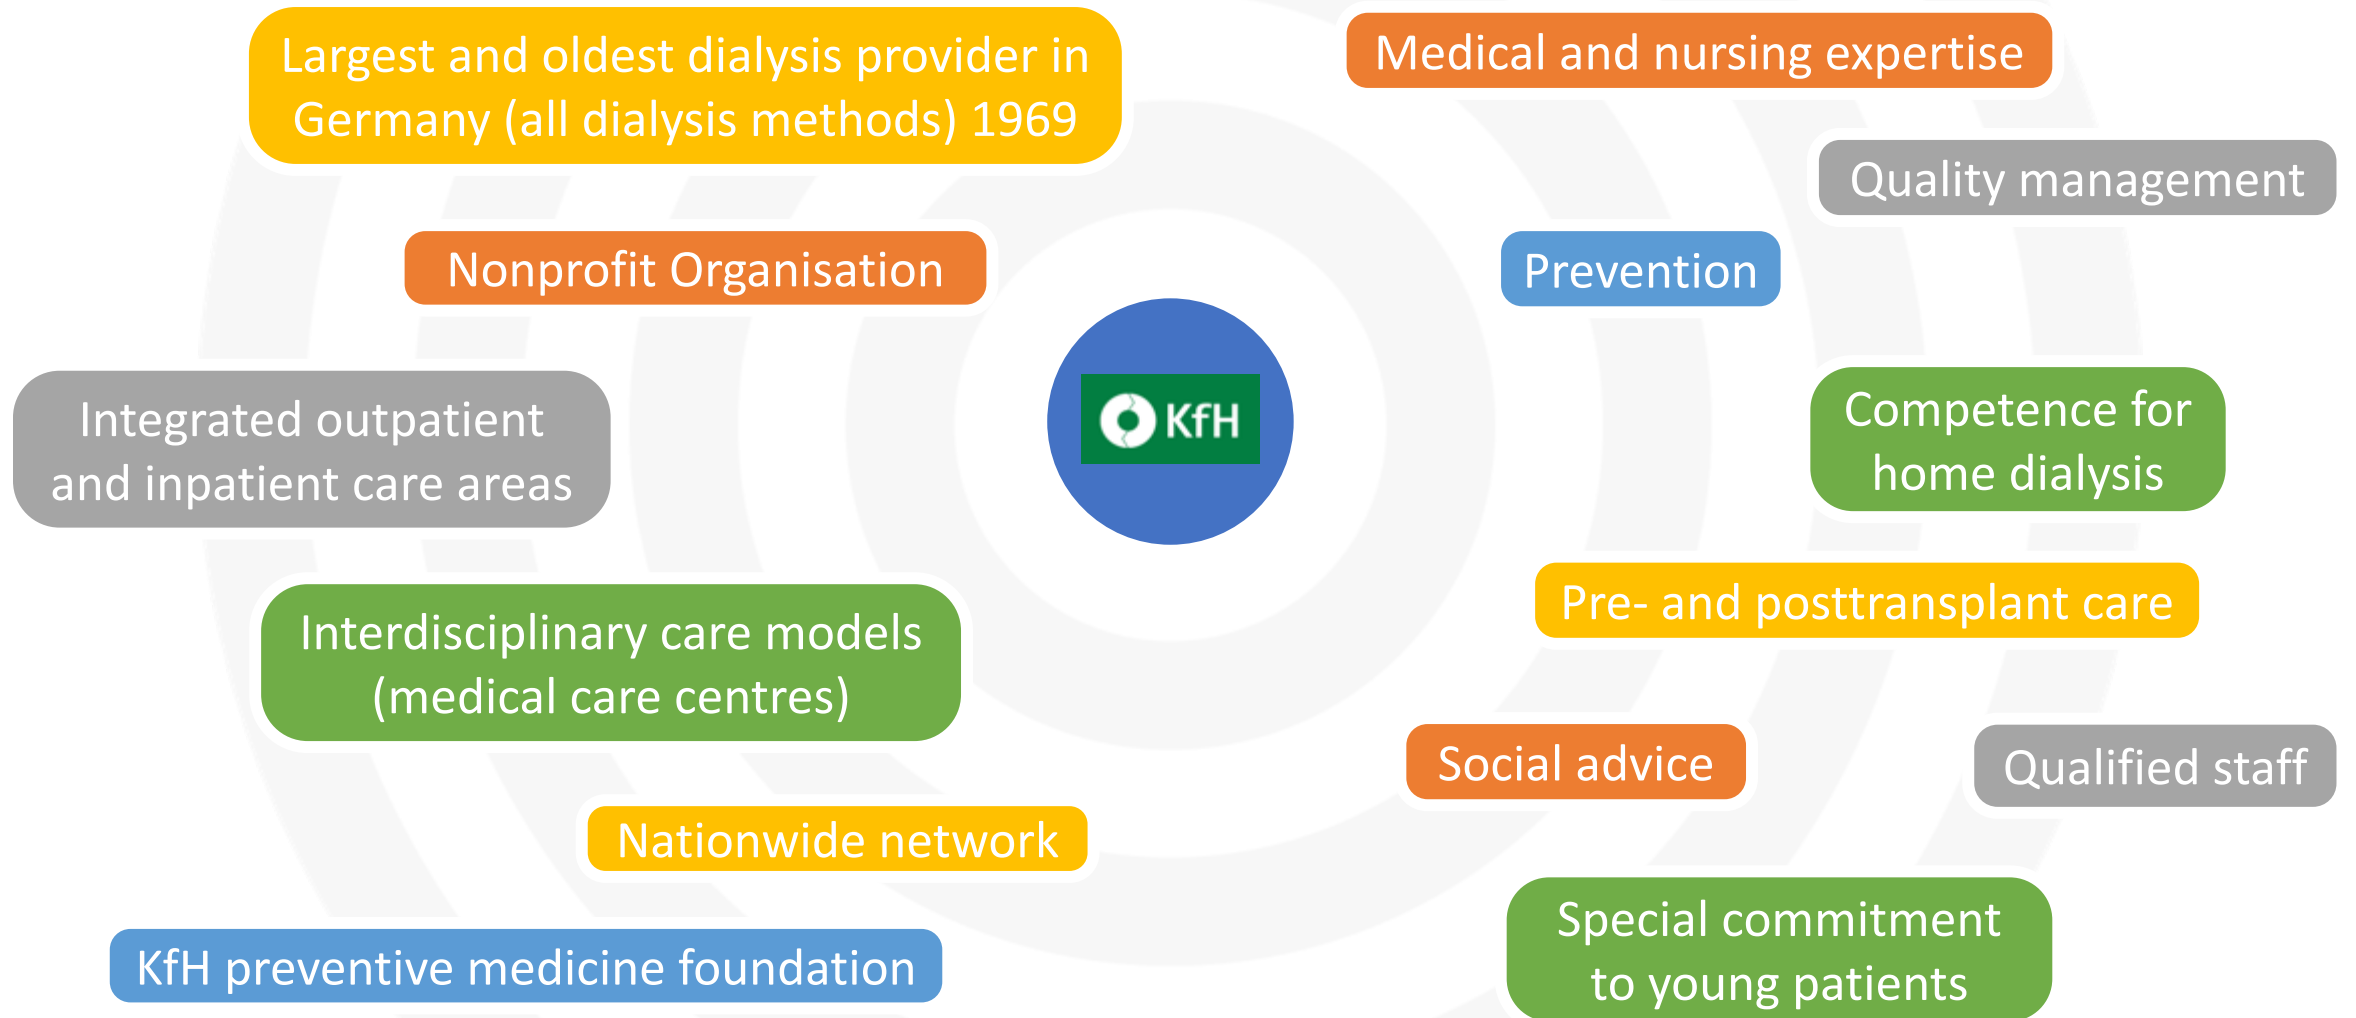 Largest and oldest dialysis provider in
Germany (all dialysis methods) 1969
Nonprofit Organisation
Integrated outpatient
and inpatient care areas
Interdisciplinary care models
(medical care centres)
Nationwide network
KfH preventive medicine foundation
KfH
Medical and nursing expertise
Quality management
Prevention
Competence for
home dialysis
Pre- and posttransplant care
Social advice
Qualified staff
Special commitment
to young patients